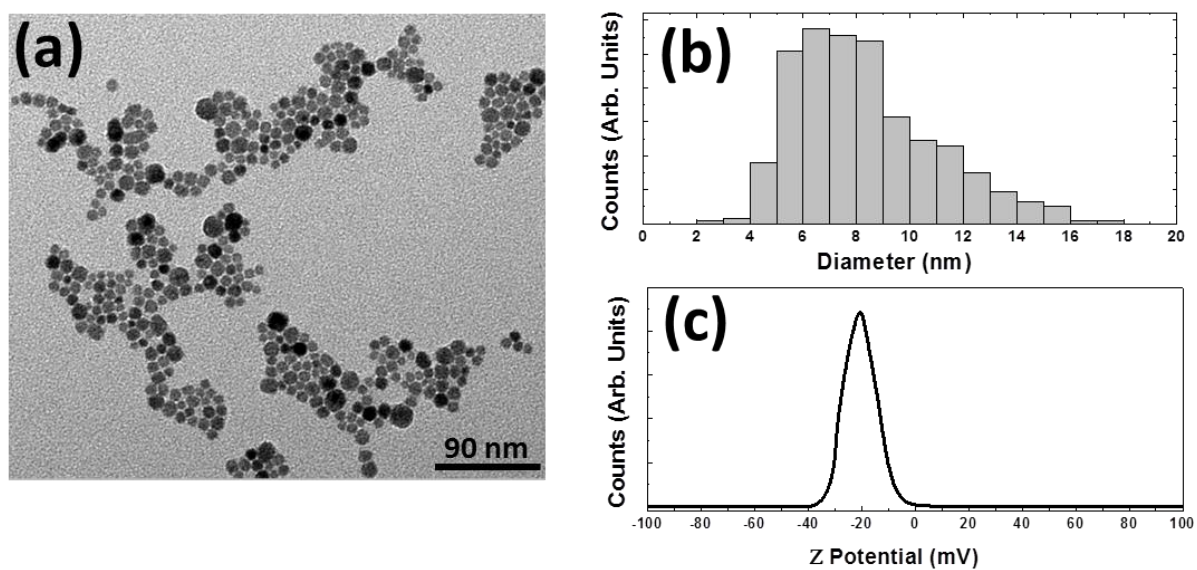 (a)
90 nm
(b)
Counts (Arb. Units)
0 2 4 6 8 10 12 14 16 18 20
Diameter (nm)
(c)
Counts (Arb. Units)
-100 -80 -60 -40 -20 0 20 40 60 80 100
Z Potential (mV)